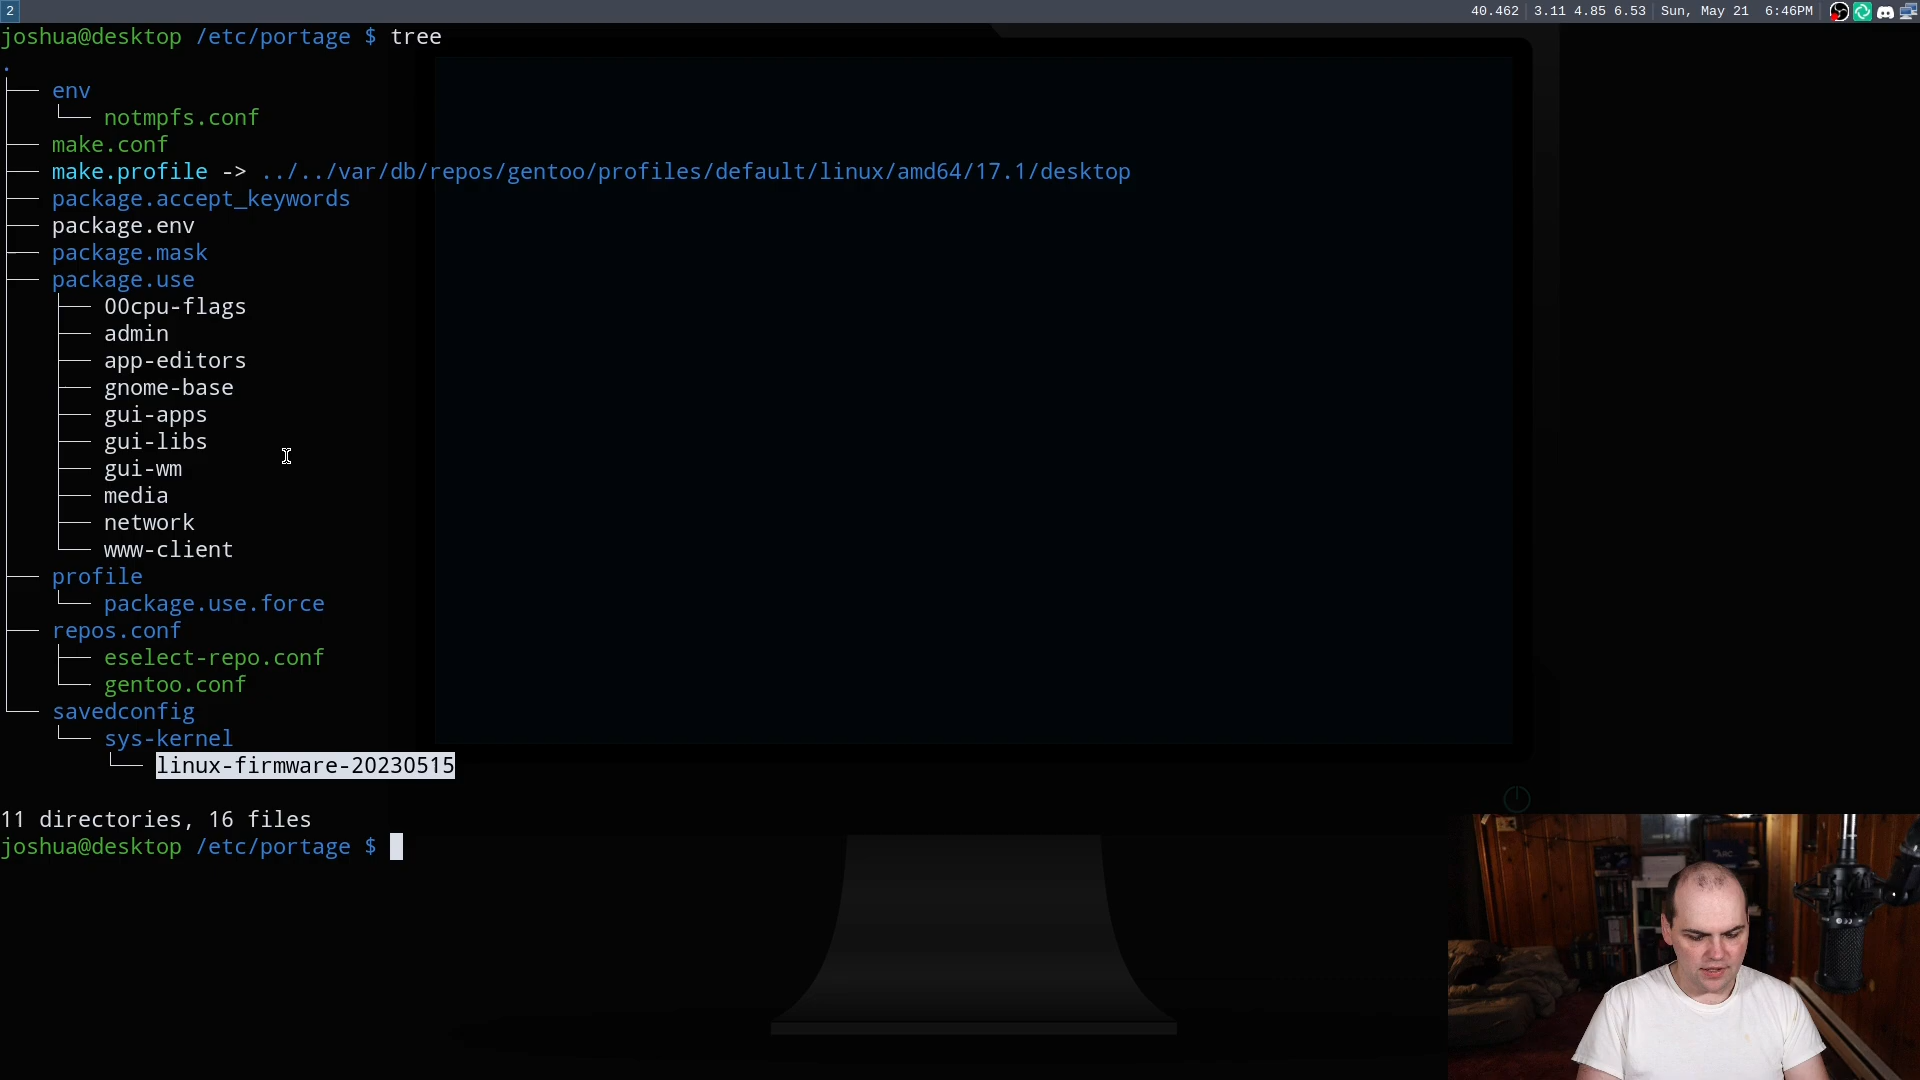 2 40.462 3.11 4.85 6.53 Sun, May 21 6:46PM
joshua@desktop /etc/portage $ tree
.
├── env
│   └── notmpfs.conf
├── make.conf
├── make.profile -> ../../var/db/repos/gentoo/profiles/default/linux/amd64/17.1/desktop
├── package.accept_keywords
├── package.env
├── package.mask
├── package.use
│   ├── 00cpu-flags
│   ├── admin
│   ├── app-editors
│   ├── gnome-base
│   ├── gui-apps
│   ├── gui-libs
│   ├── gui-wm
│   ├── media
│   ├── network
│   └── www-client
├── profile
│   └── package.use.force
├── repos.conf
│   ├── eselect-repo.conf
│   └── gentoo.conf
└── savedconfig
    └── sys-kernel
        └── linux-firmware-20230515
11 directories, 16 files
joshua@desktop /etc/portage $